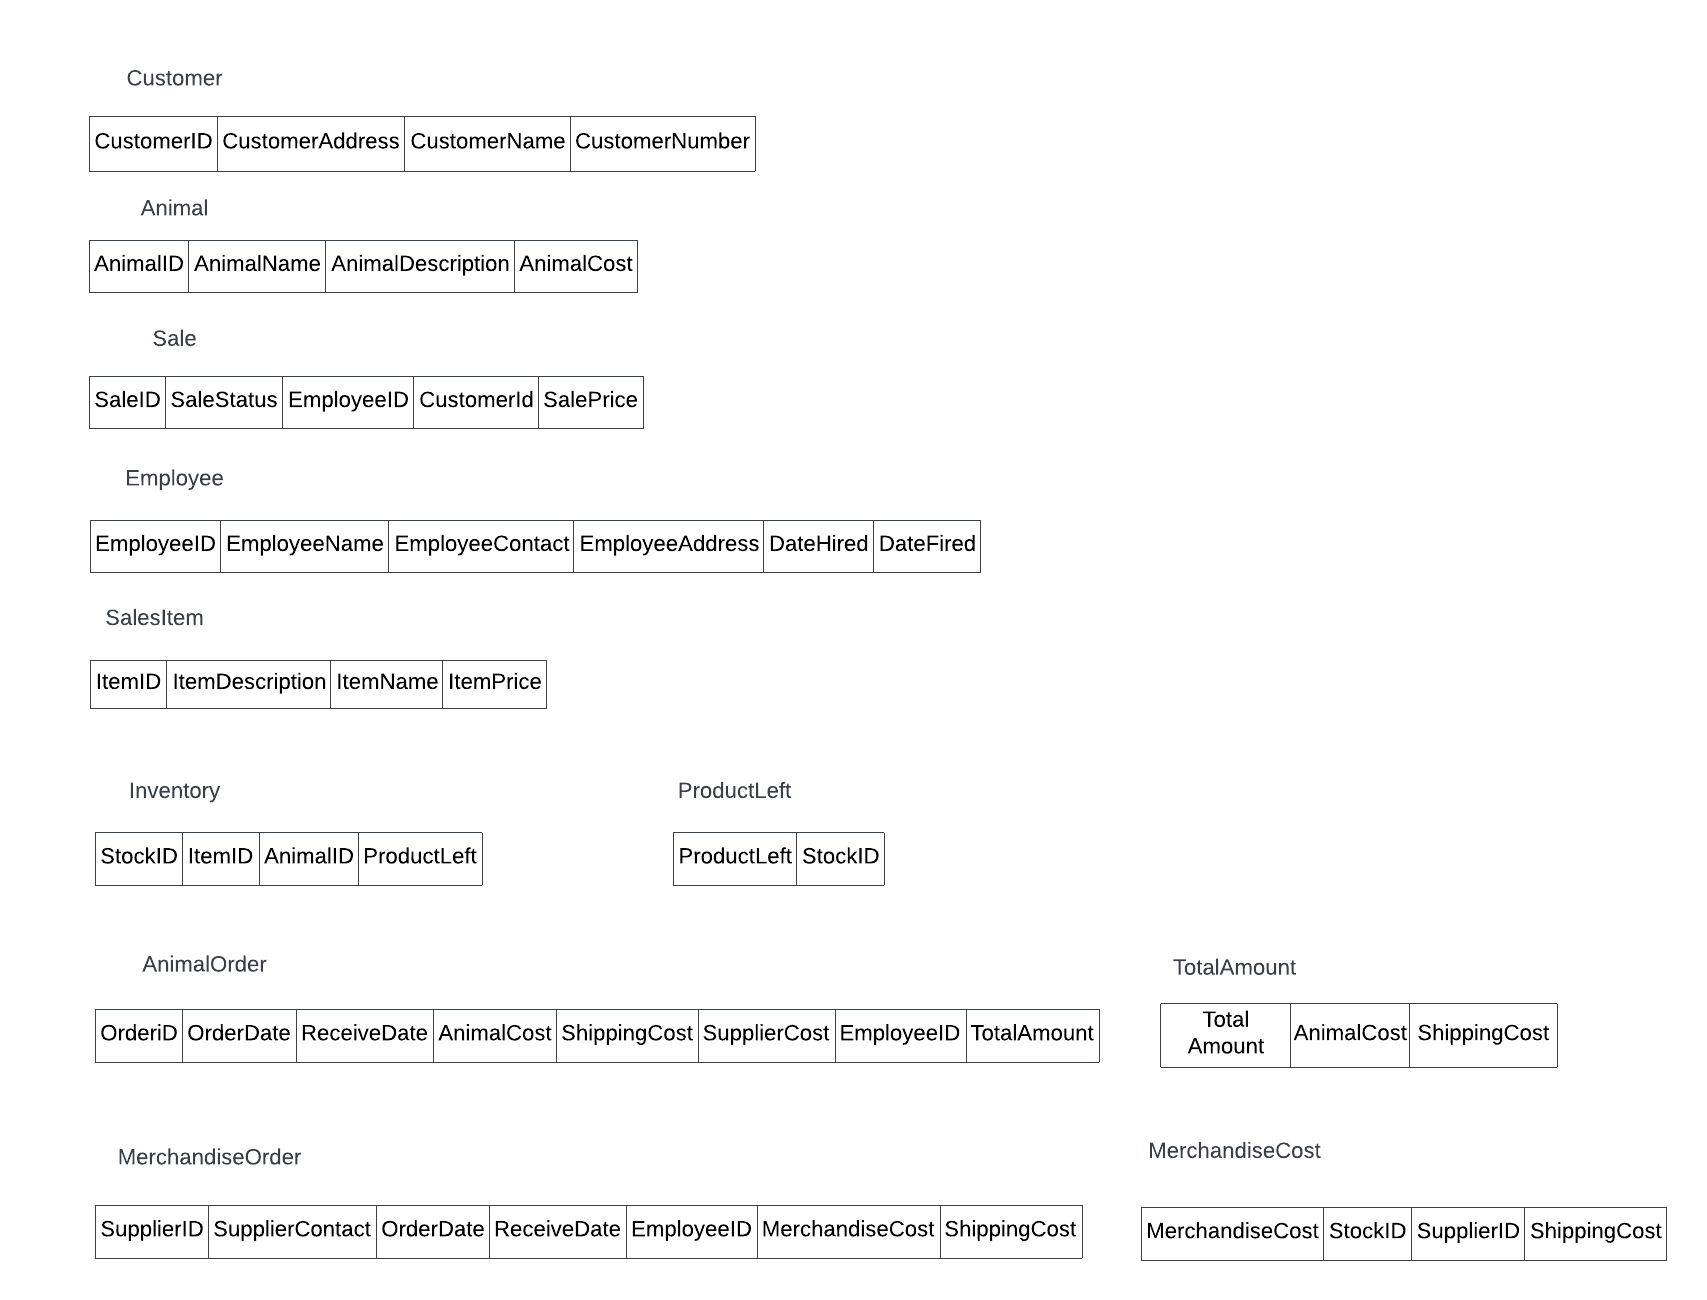 Customer
CustomerID CustomerAddress CustomerName CustomerNumber
Animal
AnimalID AnimalName AnimalDescription AnimalCost
Sale
SaleID SaleStatus EmployeeID CustomerId SalePrice
Employee
EmployeeID EmployeeName EmployeeContact EmployeeAddress DateHired DateFired
SalesItem
ItemID ItemDescription ItemName ItemPrice
Inventory
StockID ItemID AnimalID ProductLeft
ProductLeft
ProductLeft StockID
AnimalOrder
OrderiD OrderDate ReceiveDate AnimalCost ShippingCost SupplierCost EmployeeID TotalAmount
TotalAmount
Total
Amount
AnimalCost ShippingCost
MerchandiseOrder
SupplierID SupplierContact OrderDate ReceiveDate EmployeeID MerchandiseCost ShippingCost
MerchandiseCost
MerchandiseCost StockID SupplierID ShippingCost